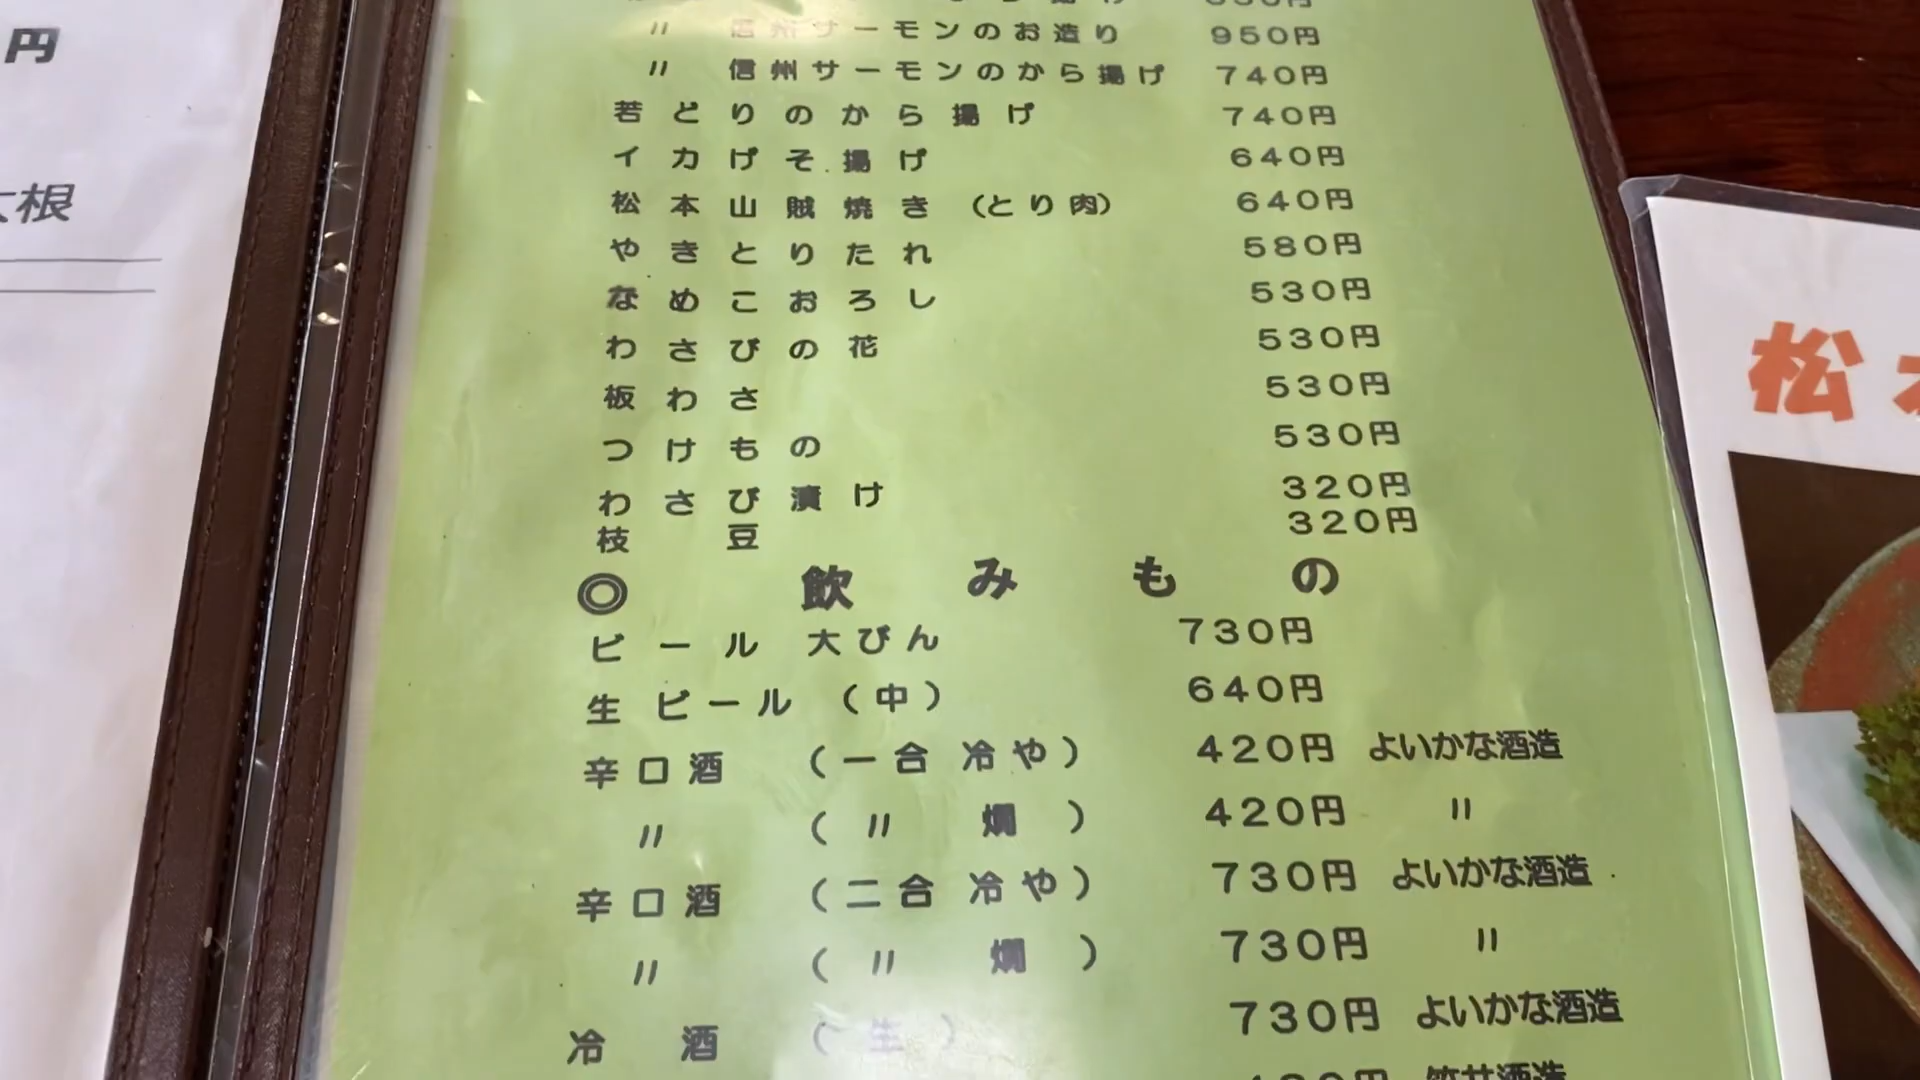 円
大根
〃 信州サーモンのお造り 950円
〃 信州サーモンのから揚げ 740円
若どりのから揚げ 740円
イカげそ揚げ 640円
松本山賊焼き (とり肉) 640円
やきとりたれ 580円
なめこおろし 530円
わさびの花 530円
板わさ 530円
つけもの 530円
わさび漬け 320円
枝豆 320円
◎ 飲みもの
ビール 大びん 730円
生ビール (中) 640円
辛口酒 (一合 冷や) 420円 よいかな酒造
〃 (〃 燗) 420円 〃
辛口酒 (二合 冷や) 730円 よいかな酒造
〃 (〃 燗) 730円 〃
冷酒 (生) 730円 よいかな酒造
松